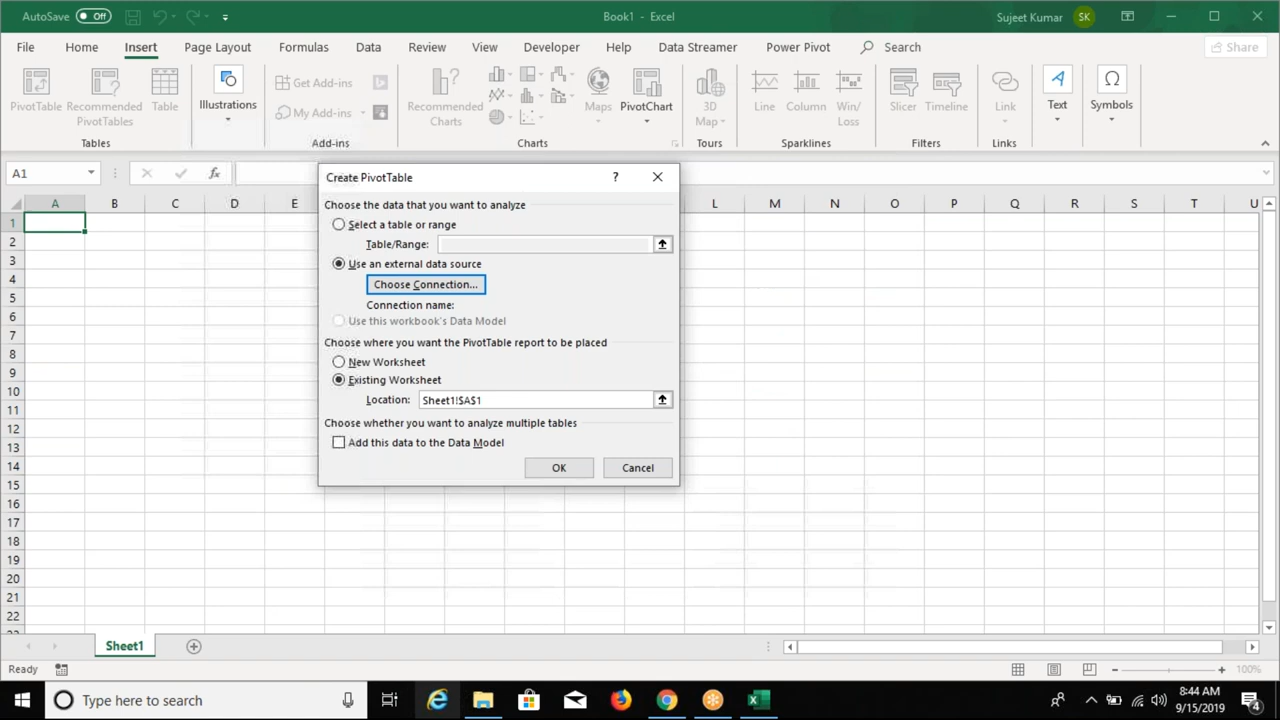 AutoSave Off Book1 - Excel Sujeet Kumar SK
File Home Insert Page Layout Formulas Data Review View Developer Help Data Streamer Power Pivot Search Share
PivotTable Recommended PivotTables Table Illustrations Get Add-ins My Add-ins Recommended Charts Maps PivotChart 3D Map Line Column Win/Loss Slicer Timeline Link Text Symbols
Tables Add-ins Charts Tours Sparklines Filters Links
A1 fx
A B C D E L M N O P Q R S T U
Create PivotTable ?
Choose the data that you want to analyze
Select a table or range
Table/Range:
Use an external data source
Choose Connection...
Connection name:
Use this workbook's Data Model
Choose where you want the PivotTable report to be placed
New Worksheet
Existing Worksheet
Location: Sheet1!$A$1
Choose whether you want to analyze multiple tables
Add this data to the Data Model
OK Cancel
1
2
3
4
5
6
7
8
9
10
11
12
13
14
15
16
17
18
19
20
21
22
Sheet1
Ready 100%
Type here to search 8:44 AM
9/15/2019 4